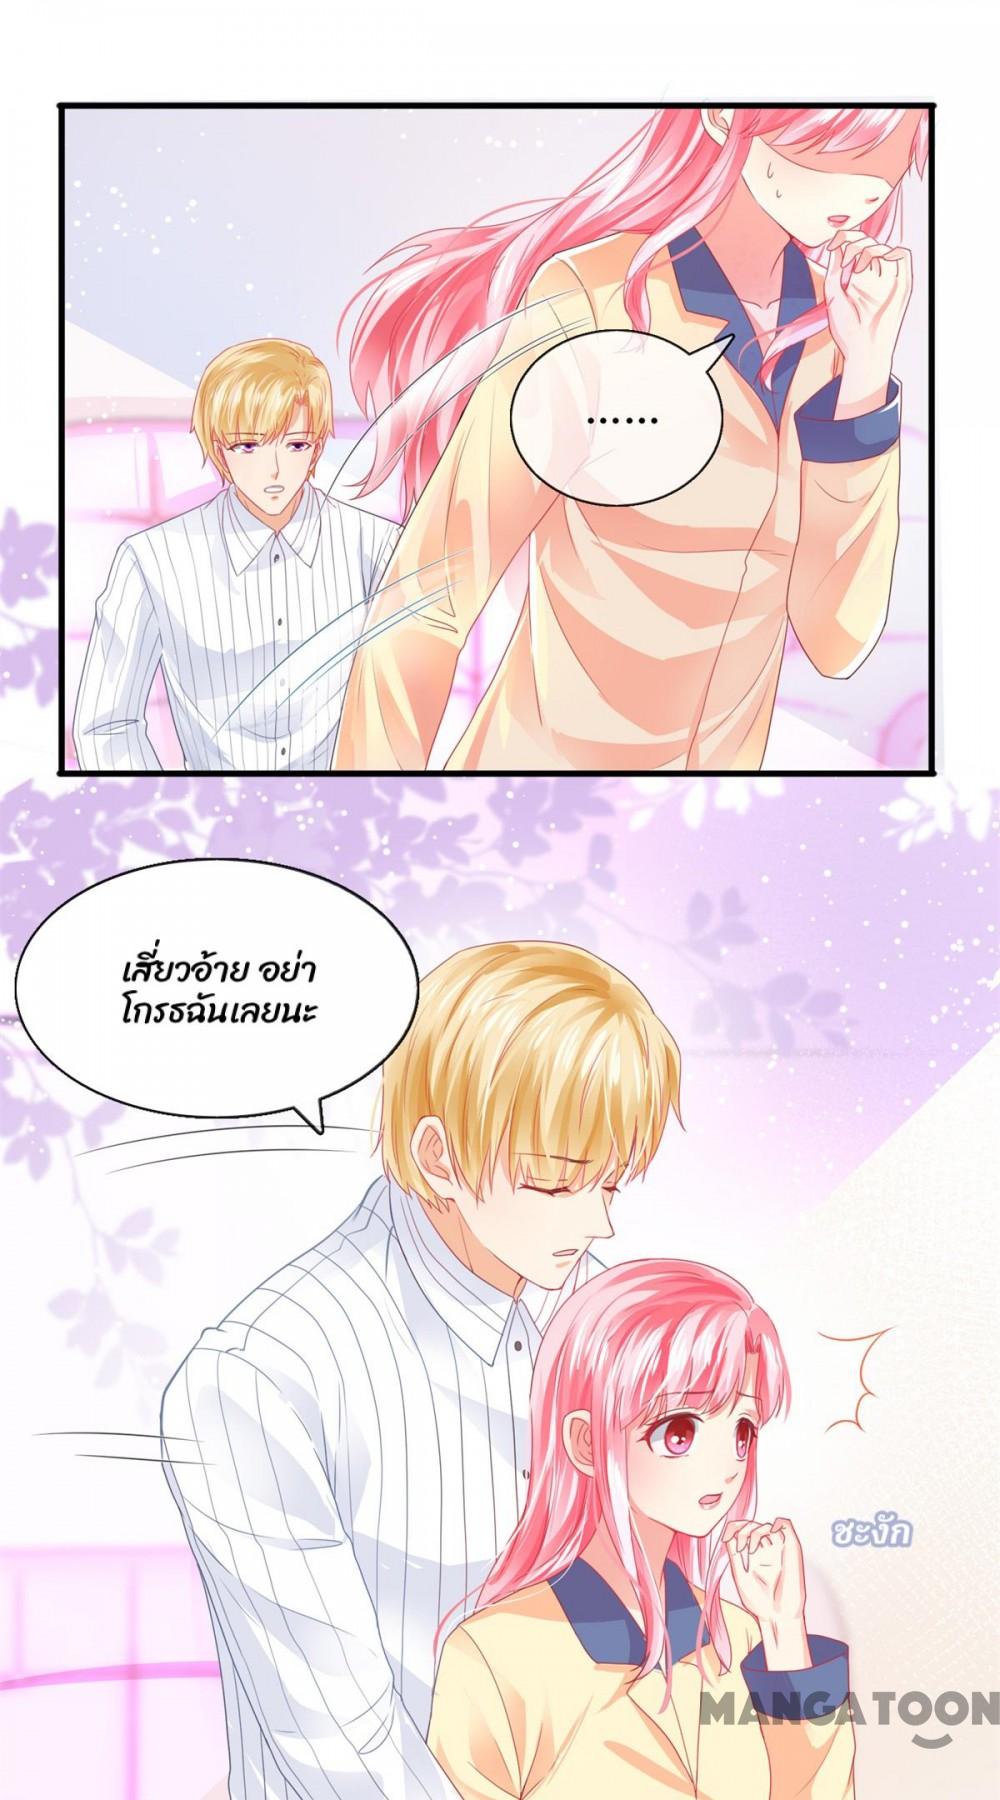 ......
เสี่ยวอ้าย อย่า
โกรธฉันเลยนะ
ชะงัก
MANGATOON